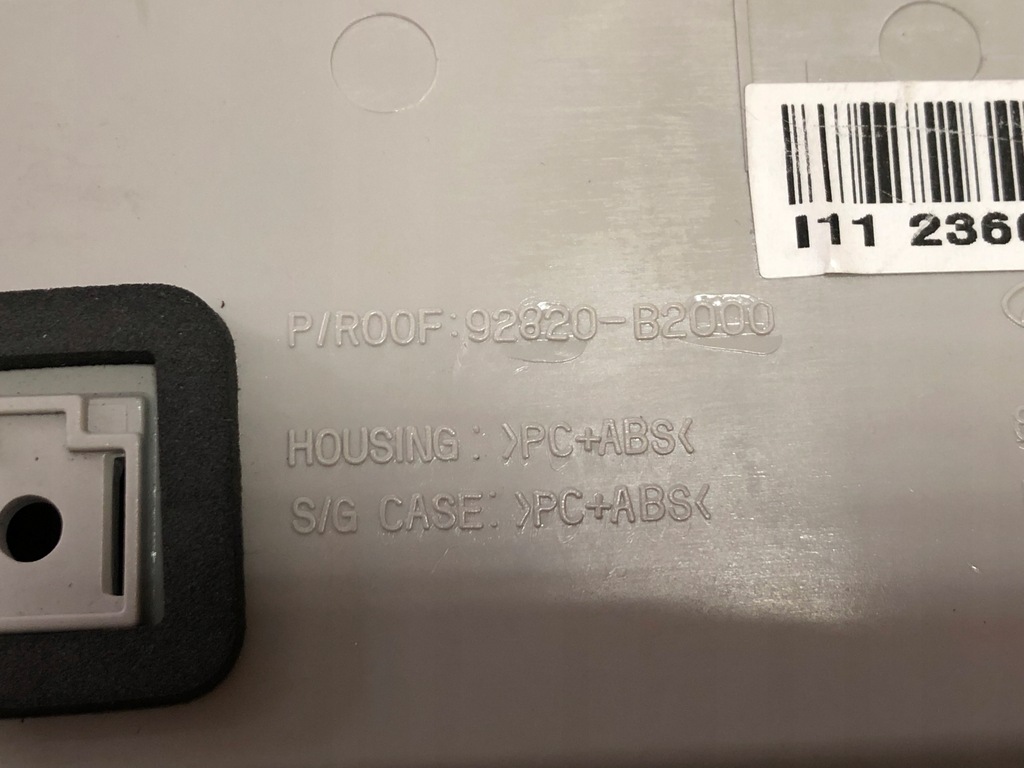 I11 236
P/ROOF:92820-B2000
HOUSING : >PC+ABS<
S/G CASE: >PC+ABS<